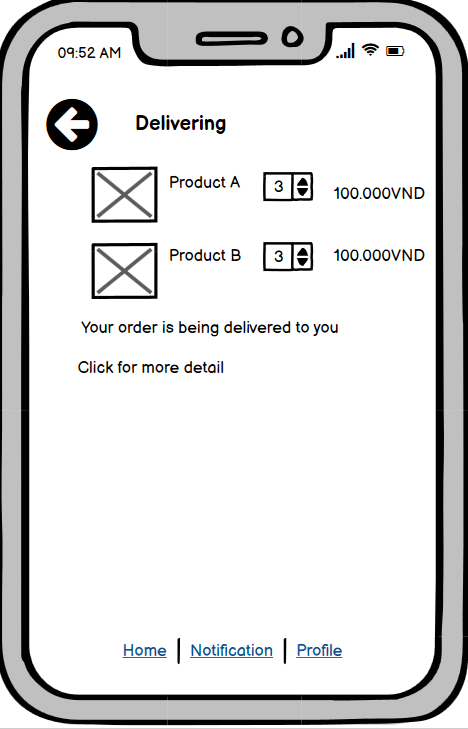 09:52 AM
Delivering
Product A 3 100.000VND
Product B 3 100.000VND
Your order is being delivered to you
Click for more detail
Home Notification Profile